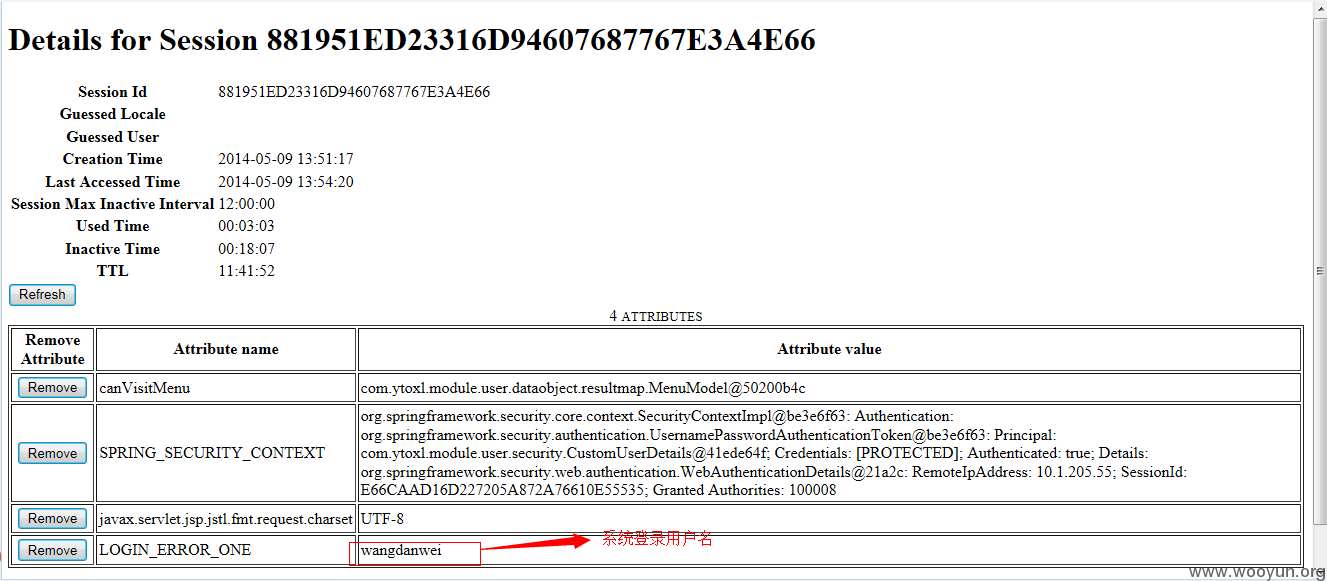 Details for Session 881951ED23316D94607687767E3A4E66
Session Id 881951ED23316D94607687767E3A4E66
Guessed Locale
Guessed User
Creation Time 2014-05-09 13:51:17
Last Accessed Time 2014-05-09 13:54:20
Session Max Inactive Interval 12:00:00
Used Time 00:03:03
Inactive Time 00:18:07
TTL 11:41:52
Refresh
4 ATTRIBUTES
Remove
Attribute
Attribute name
Attribute value
Remove
canVisitMenu
com.ytoxl.module.user.dataobject.resultmap.MenuModel@50200b4c
Remove
SPRING_SECURITY_CONTEXT
org.springframework.security.core.context.SecurityContextImpl@be3e6f63: Authentication:
org.springframework.security.authentication.UsernamePasswordAuthenticationToken@be3e6f63: Principal:
com.ytoxl.module.user.security.CustomUserDetails@41ede64f; Credentials: [PROTECTED]; Authenticated: true; Details:
org.springframework.security.web.authentication.WebAuthenticationDetails@21a2c: RemoteIpAddress: 10.1.205.55; SessionId:
E66CAAD16D227205A872A76610E55535; Granted Authorities: 100008
Remove
javax.servlet.jsp.jstl.fmt.request.charset
UTF-8
Remove
LOGIN_ERROR_ONE
wangdanwei
系统登录用户名
www.wooyun.org